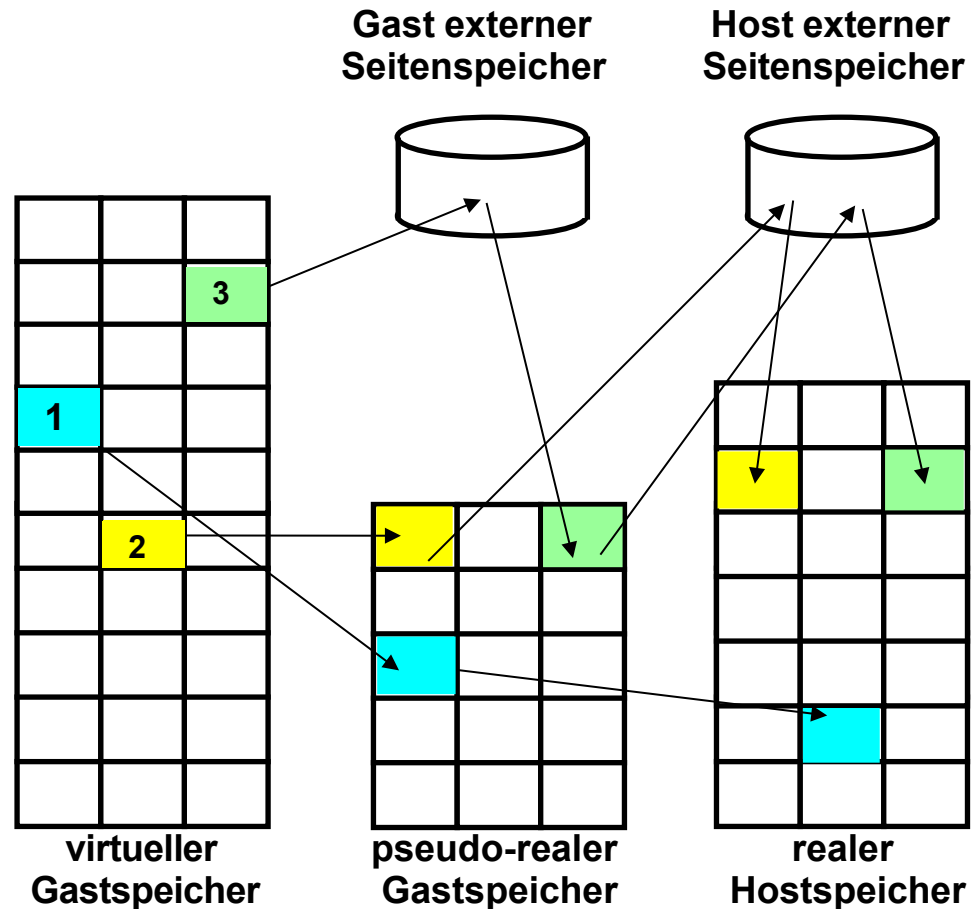 Gast externer
Seitenspeicher
Host externer
Seitenspeicher
3
1
2
virtueller
Gastspeicher
pseudo-realer
Gastspeicher
realer
Hostspeicher